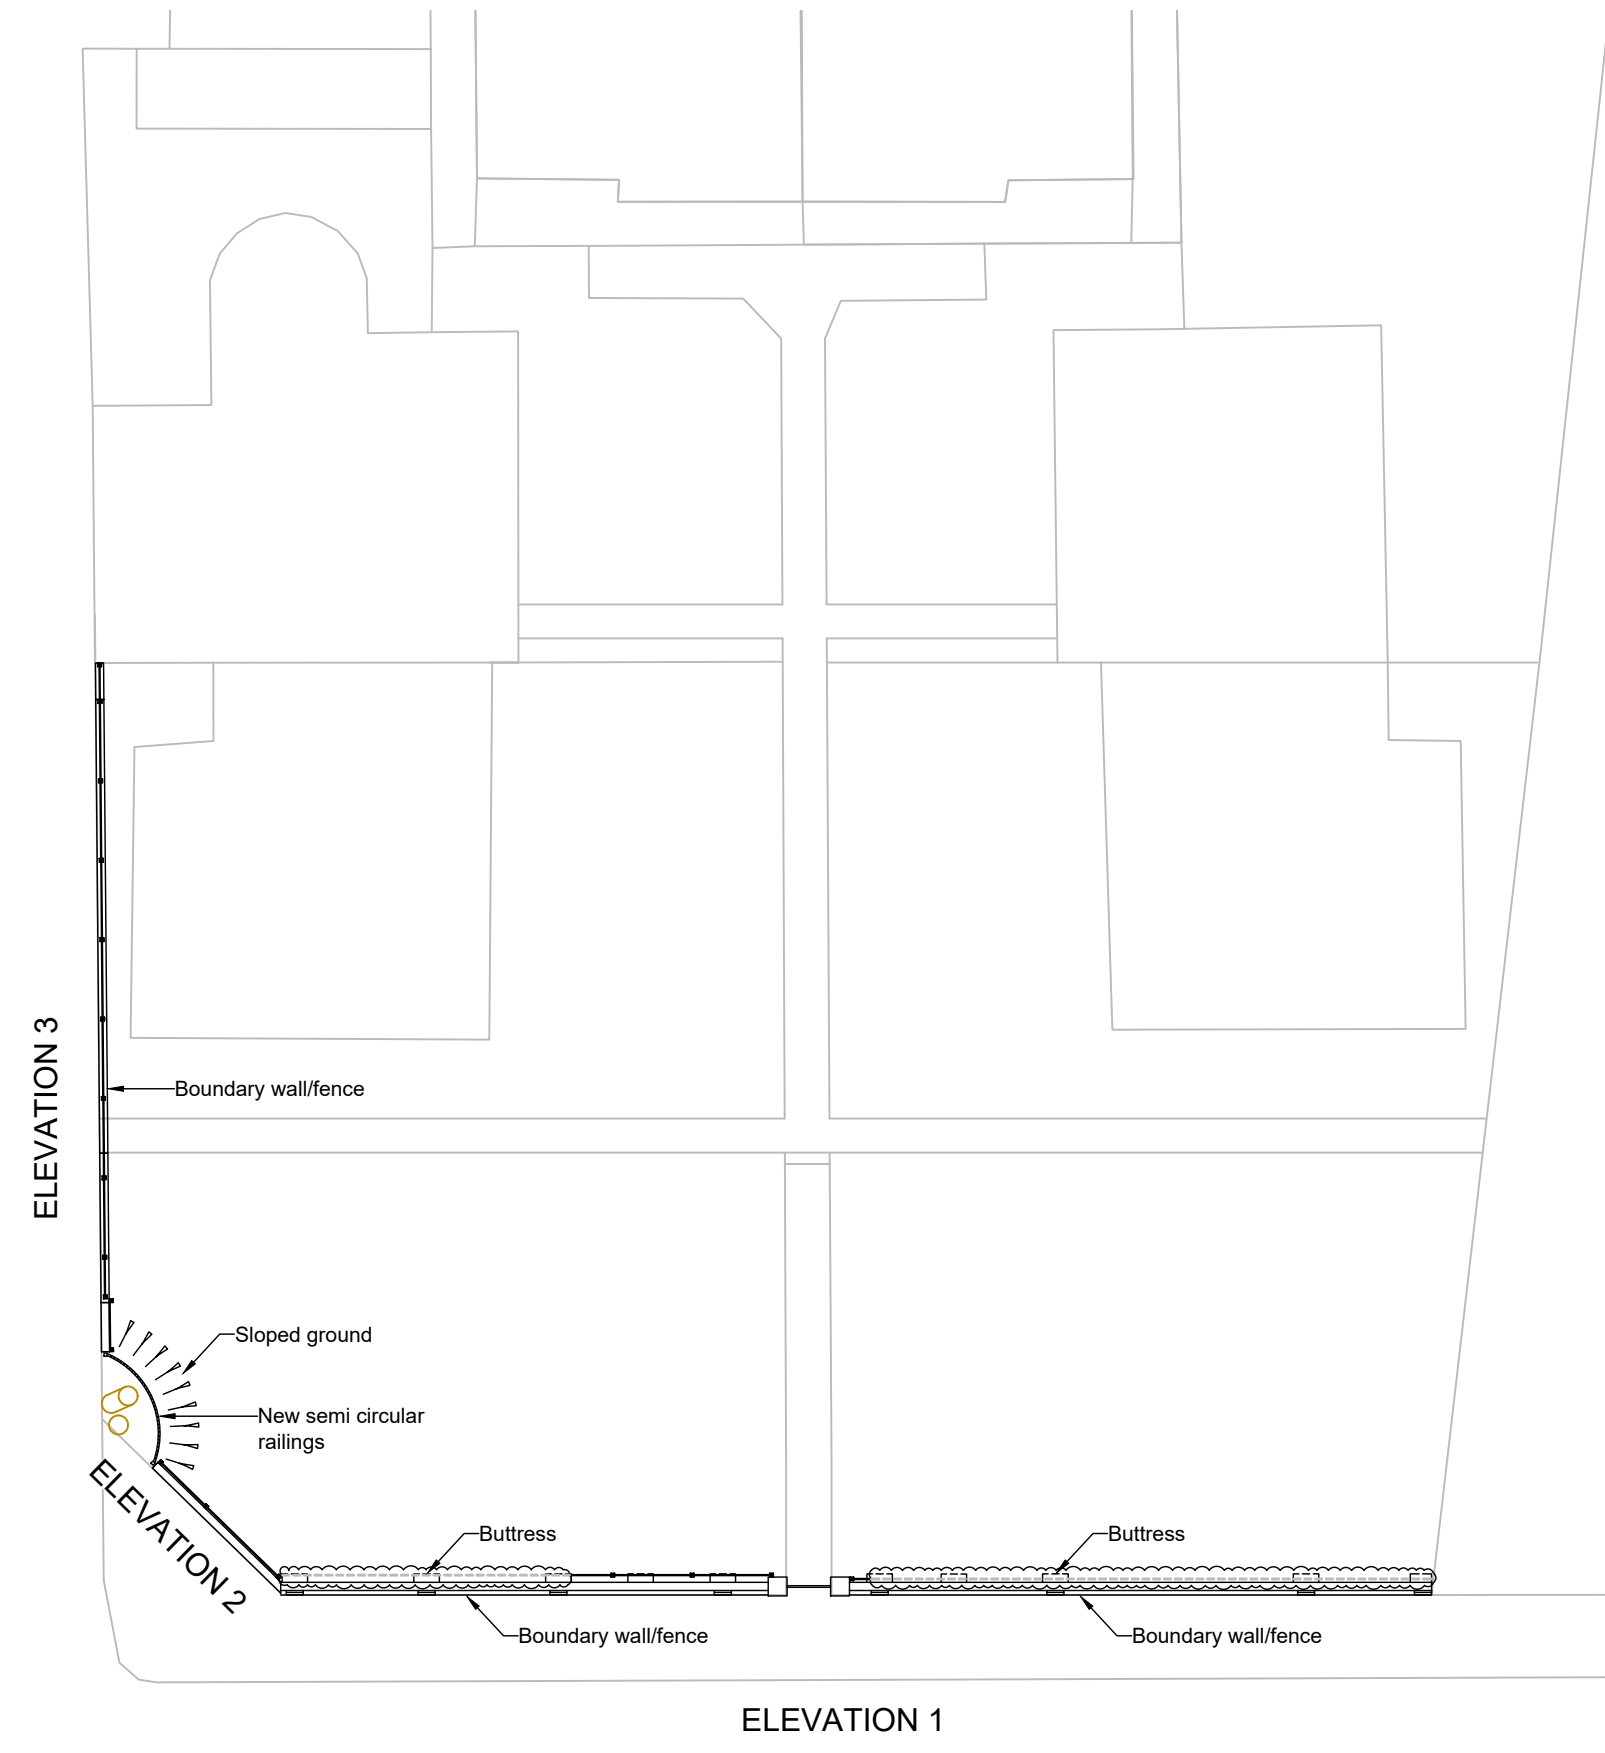 ELEVATION 3
Boundary wall/fence
Sloped ground
New semi circular
railings
ELEVATION 2
Buttress
Buttress
Boundary wall/fence
Boundary wall/fence
ELEVATION 1